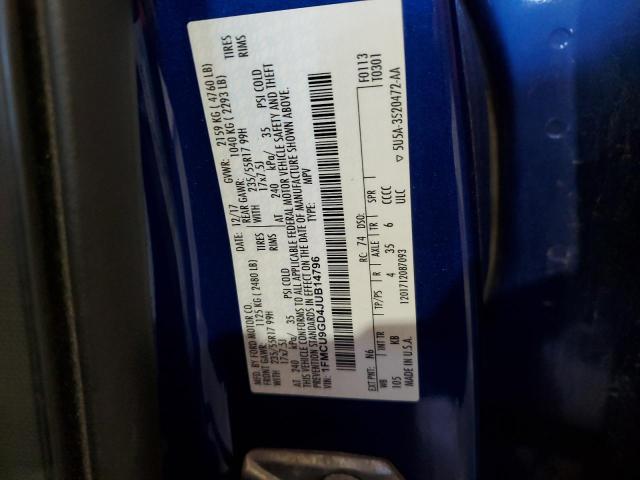 MFD. BY FORD MOTOR CO.
DATE: 12/17 GVWR: 2159 KG ( 4760 LB)
FRONT GAWR: 1125 KG ( 2480 LB) REAR GAWR: 1040 KG ( 2293 LB)
235/55R17 99H TIRES WITH 235/55R17 99H TIRES
17x7.5J RIMS 17x7.5J RIMS
AT 240 kPa/ 35 PSI COLD AT 240 kPa/ 35 PSI COLD
THIS VEHICLE CONFORMS TO ALL APPLICABLE FEDERAL MOTOR VEHICLE SAFETY AND THEFT
PREVENTION STANDARDS IN EFFECT ON THE DATE OF MANUFACTURE SHOWN ABOVE.
VIN: 1FMCU9GD4JUB14796 TYPE: MPV
F0113
T0301
EXT PNT: N6 RC: 74 DSO:
WB INT TR TP/PS R AXLE TR SPR
105 KB 4 35 6 CCCC
MADE IN U.S.A. 1201712087093 ULC
5U5A-3520472-AA